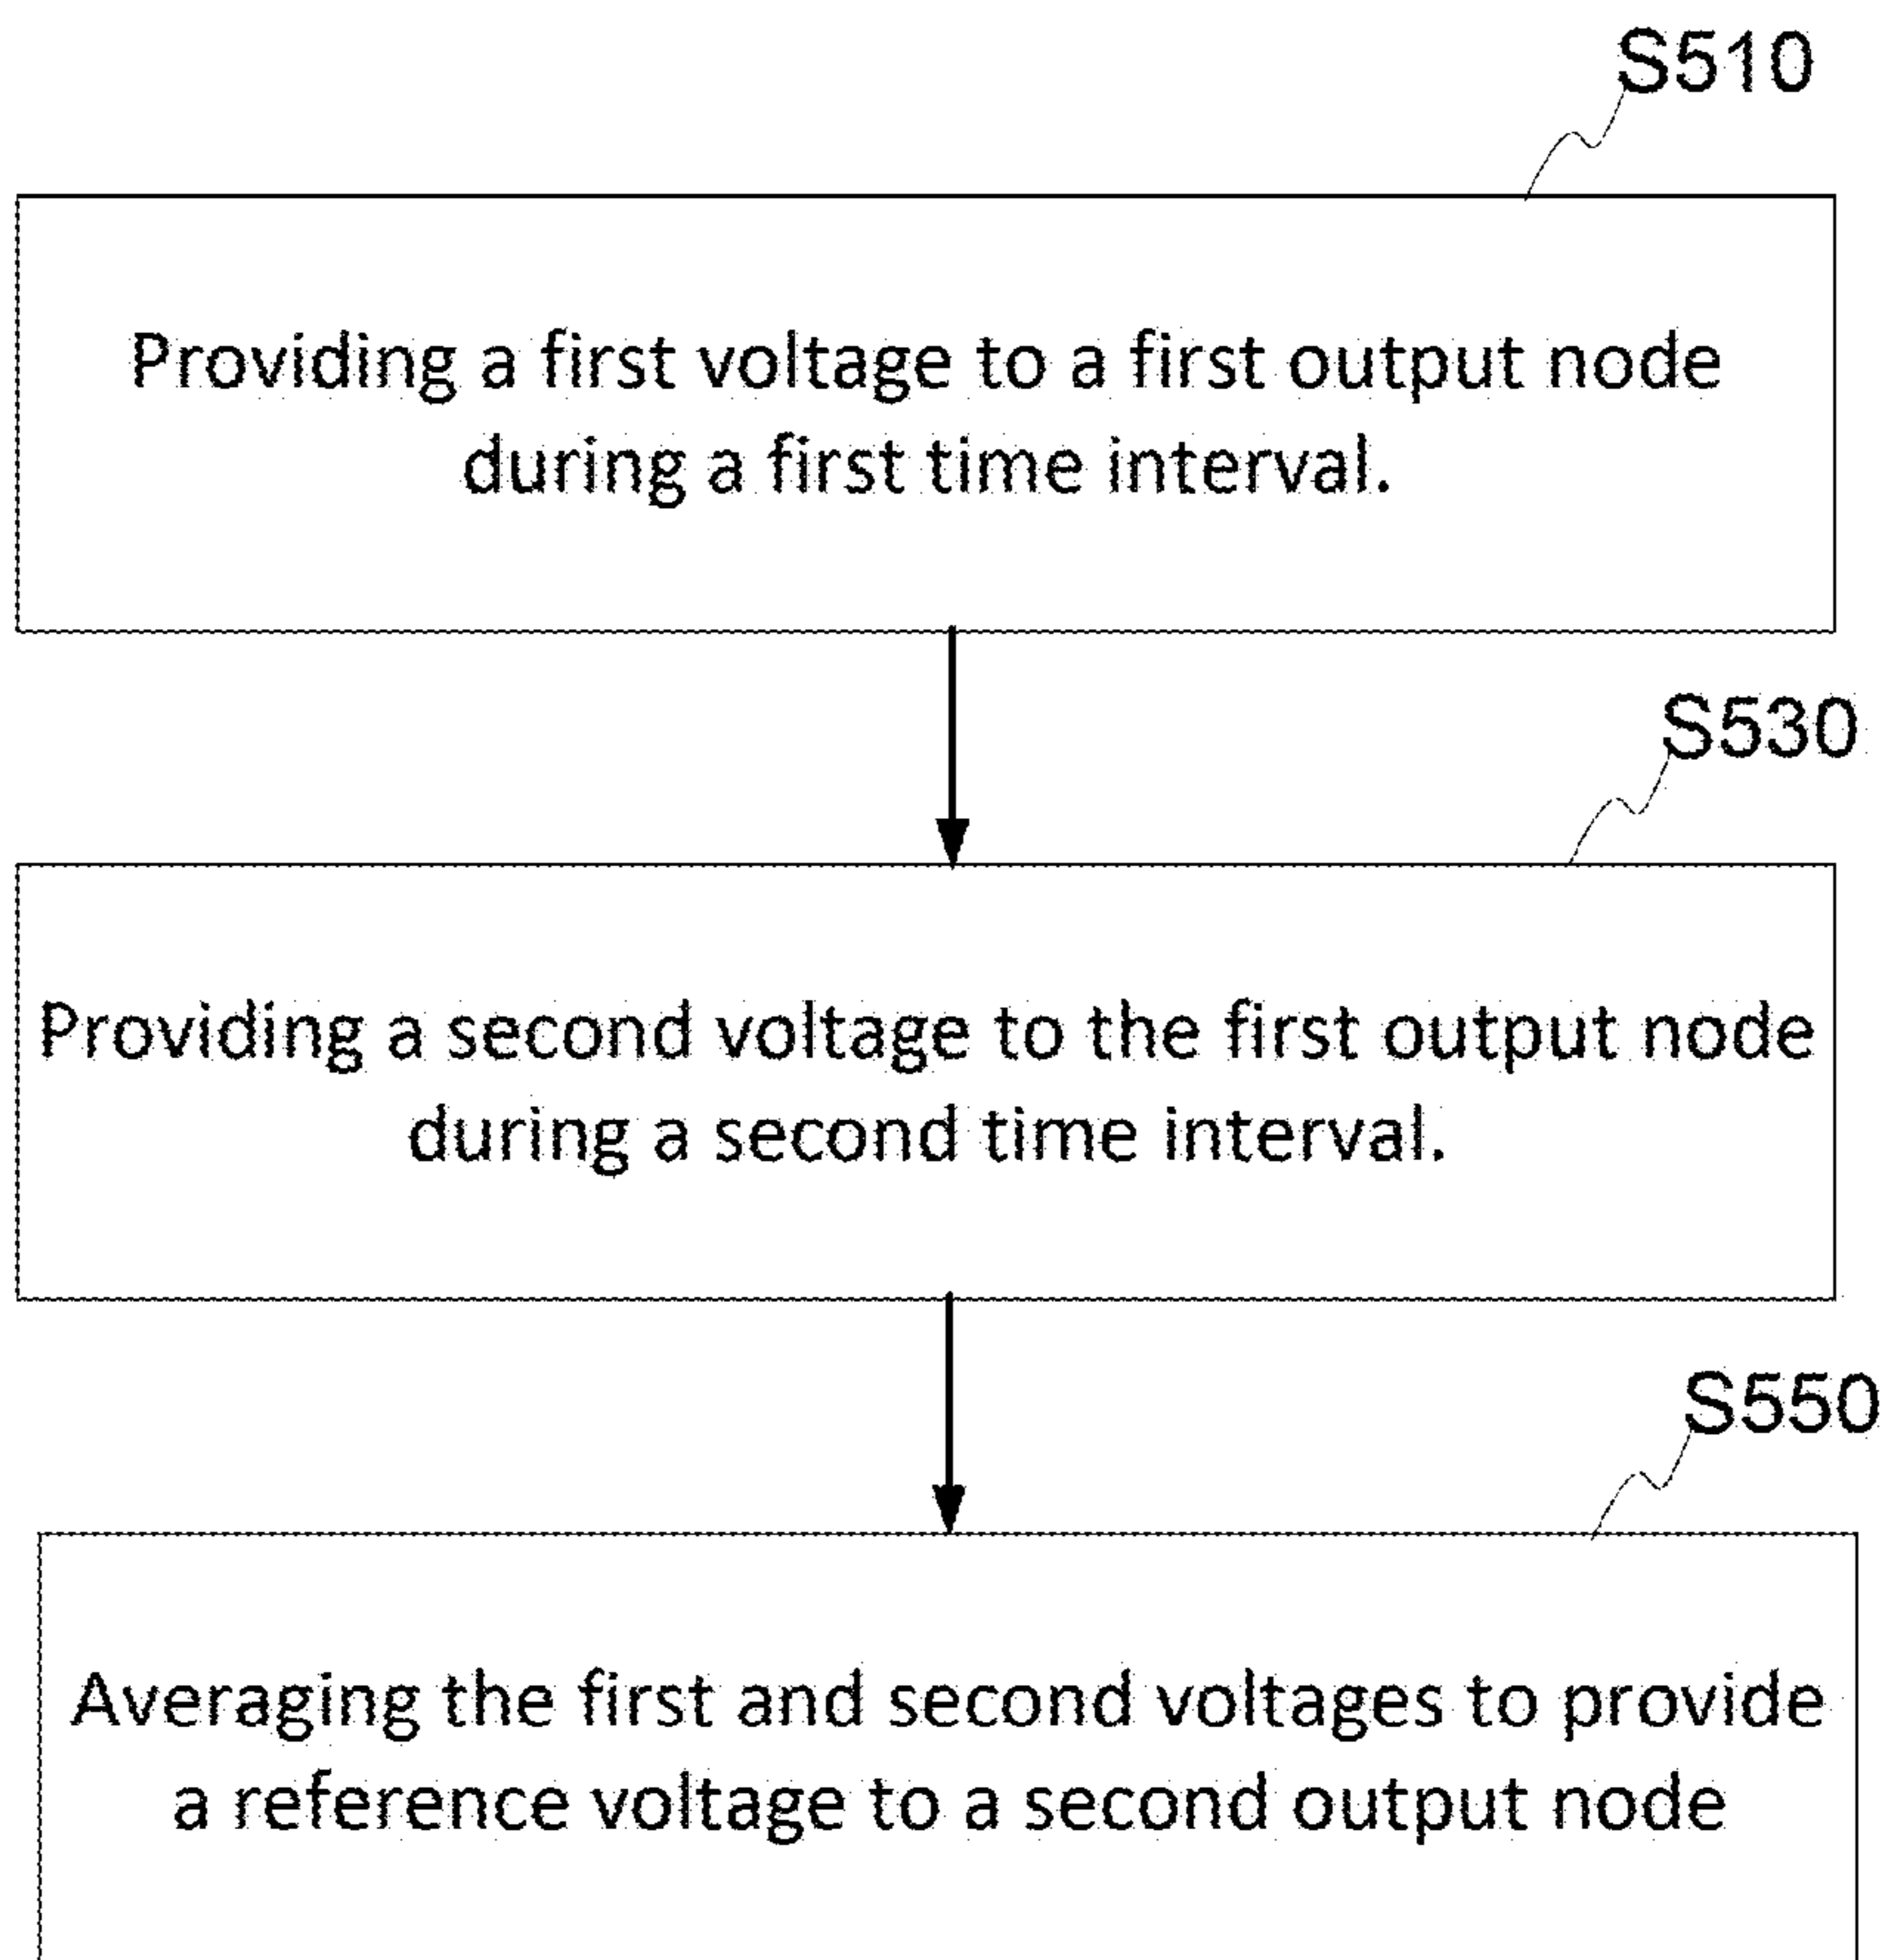 S510
Providing a first voltage to a first output node
during a first time interval.
S530
Providing a second voltage to the first output node
during a second time interval.
S550
Averaging the first and second voltages to provide
a reference voltage to a second output node